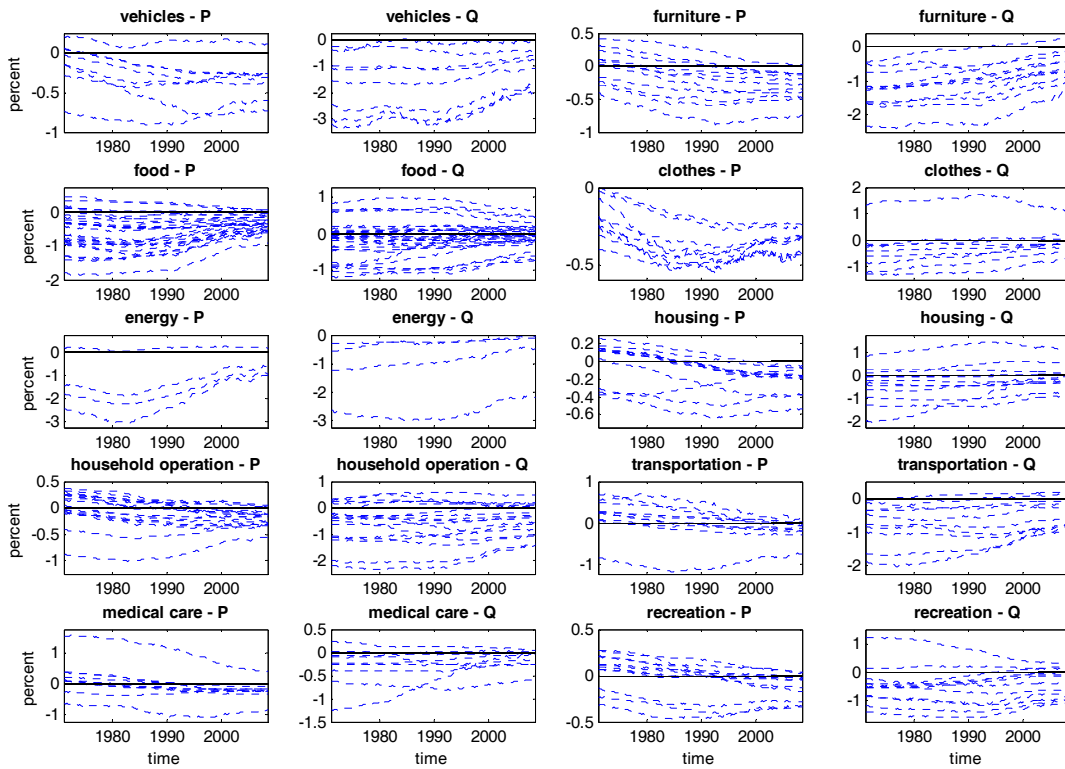 vehicles - P
vehicles - Q
furniture - P
furniture - Q
percent
0
-0.5
-1
1980 1990 2000
0
-1
-2
-3
1980 1990 2000
0.5
0
-0.5
1
1980 1990 2000
0
-1
-2
1980 1990 2000
food - P
food - Q
clothes - P
clothes - Q
percent
0
-1
-2
1980 1990 2000
1
0
-1
1980 1990 2000
0
-0.5
1980 1990 2000
2
1
0
-1
1980 1990 2000
energy - P
energy - Q
housing - P
housing - Q
percent
0
-1
-2
-3
1980 1990 2000
0
-1
-2
-3
1980 1990 2000
0.2
0
-0.2
-0.4
-0.6
1980 1990 2000
1
0
-1
-2
1980 1990 2000
household operation - P
household operation - Q
transportation - P
transportation - Q
percent
0.5
0
-0.5
-1
1980 1990 2000
1
0
-1
-2
1980 1990 2000
1
0
-1
1980 1990 2000
0
-1
-2
1980 1990 2000
medical care - P
medical care - Q
recreation - P
recreation - Q
percent
1
0
-1
1980 1990 2000
time
0.5
0
-0.5
-1
-1.5
1980 1990 2000
time
0.5
0
-0.5
1980 1990 2000
time
1
0
-1
1980 1990 2000
time